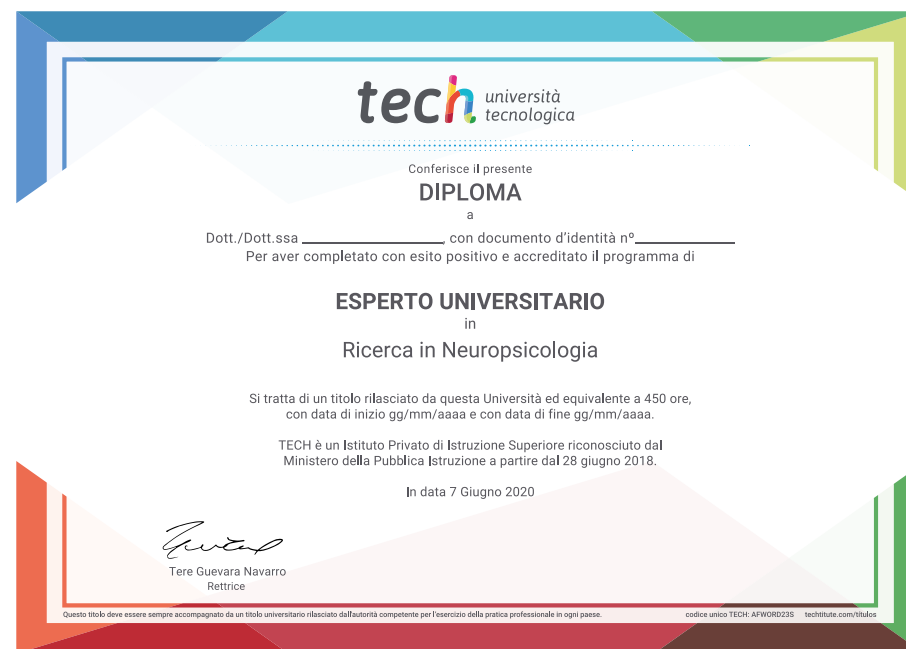 tech università
tecnologica
Conferisce il presente
DIPLOMA
a
Dott./Dott.ssa ____________________, con documento d'identità nº______________
Per aver completato con esito positivo e accreditato il programma di
ESPERTO UNIVERSITARIO
in
Ricerca in Neuropsicologia
Si tratta di un titolo rilasciato da questa Università ed equivalente a 450 ore,
con data di inizio gg/mm/aaaa e con data di fine gg/mm/aaaa.
TECH è un Istituto Privato di Istruzione Superiore riconosciuto dal
Ministero della Pubblica Istruzione a partire dal 28 giugno 2018.
In data 7 Giugno 2020
Tere Guevara Navarro
Rettrice
Questo titolo deve essere sempre accompagnato da un titolo universitario rilasciato dall'autorità competente per l'esercizio della pratica professionale in ogni paese. codice unico TECH: AFWORD23S techtitute.com/titulos